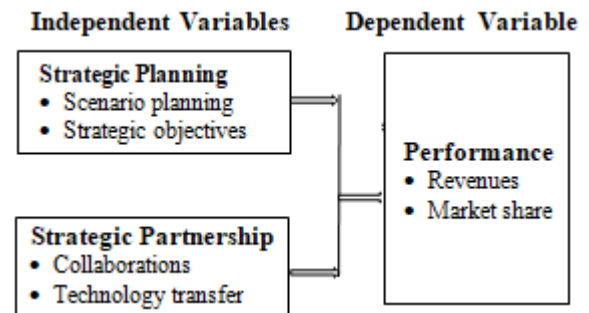 Independent Variables
Dependent Variable
Strategic Planning
• Scenario planning
• Strategic objectives
Strategic Partnership
• Collaborations
• Technology transfer
Performance
• Revenues
• Market share